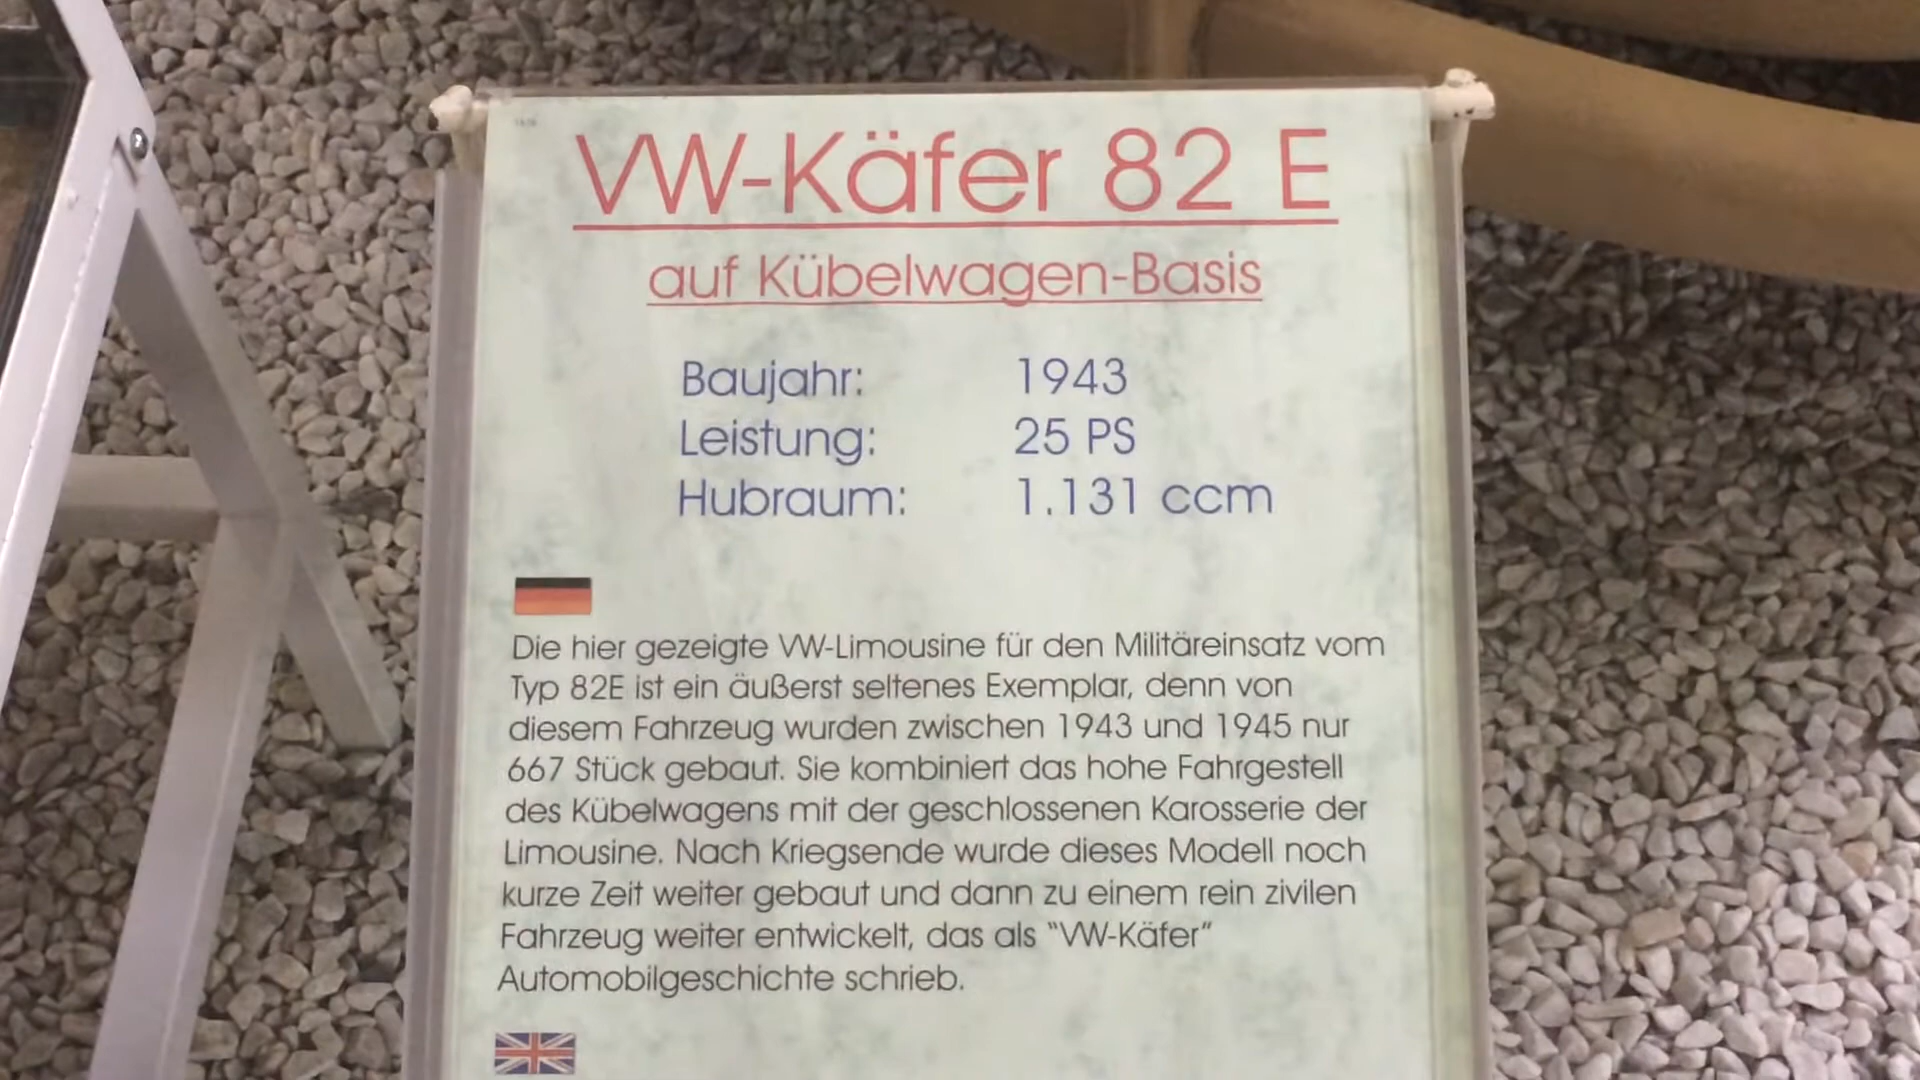 VW-Käfer 82 E
auf Kübelwagen-Basis
Baujahr: 1943
Leistung: 25 PS
Hubraum: 1.131 ccm
Die hier gezeigte VW-Limousine für den Militäreinsatz vom
Typ 82E ist ein äußerst seltenes Exemplar, denn von
diesem Fahrzeug wurden zwischen 1943 und 1945 nur
667 Stück gebaut. Sie kombiniert das hohe Fahrgestell
des Kübelwagens mit der geschlossenen Karosserie der
Limousine. Nach Kriegsende wurde dieses Modell noch
kurze Zeit weiter gebaut und dann zu einem rein zivilen
Fahrzeug weiter entwickelt, das als "VW-Käfer"
Automobilgeschichte schrieb.